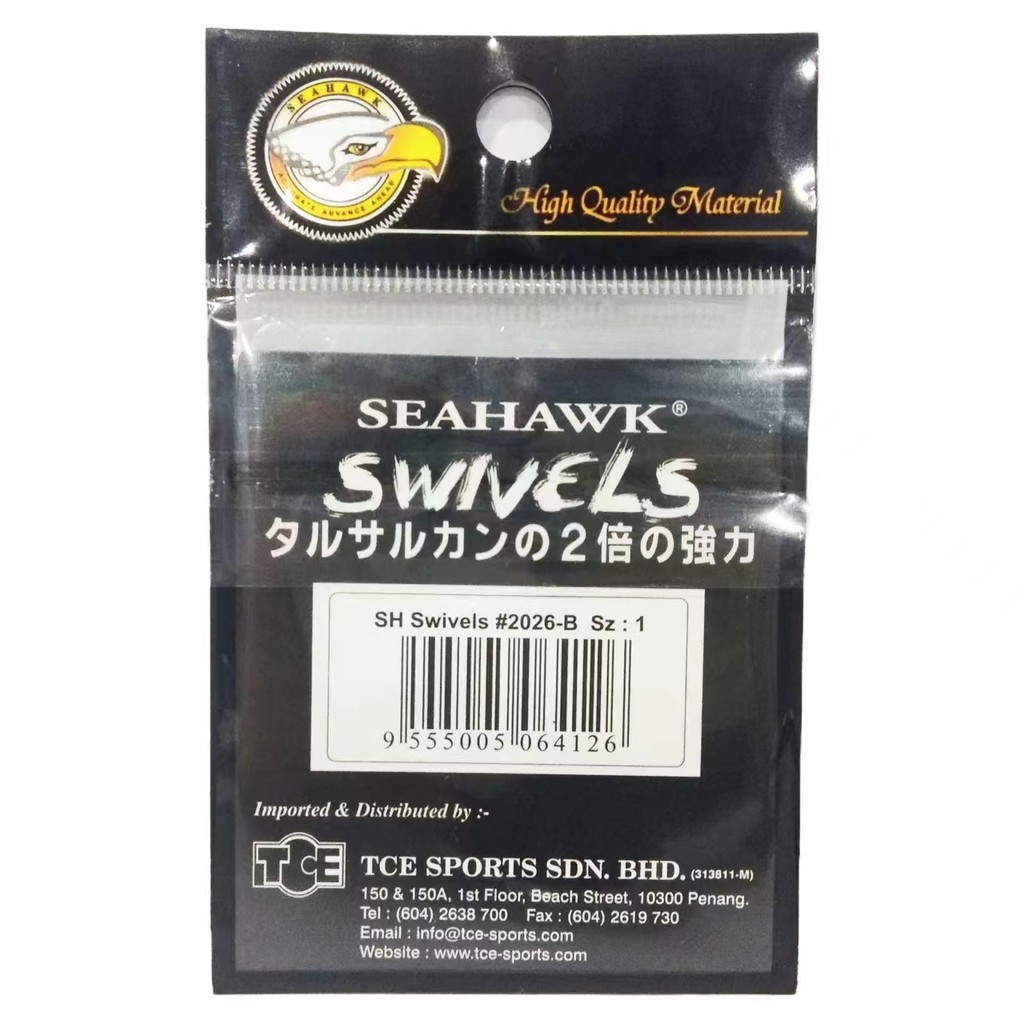 SEAHAWK
ADVANCE AHEAD
High Quality Material
SEAHAWK®
SWIVELS
タルサルカンの2倍の強力
SH Swivels #2026-B Sz : 1
9 555005 064126
Imported & Distributed by :-
TCE
TCE SPORTS SDN. BHD. (313811-M)
150 & 150A, 1st Floor, Beach Street, 10300 Penang.
Tel : (604) 2638 700 Fax : (604) 2619 730
Email : info@tce-sports.com
Website : www.tce-sports.com